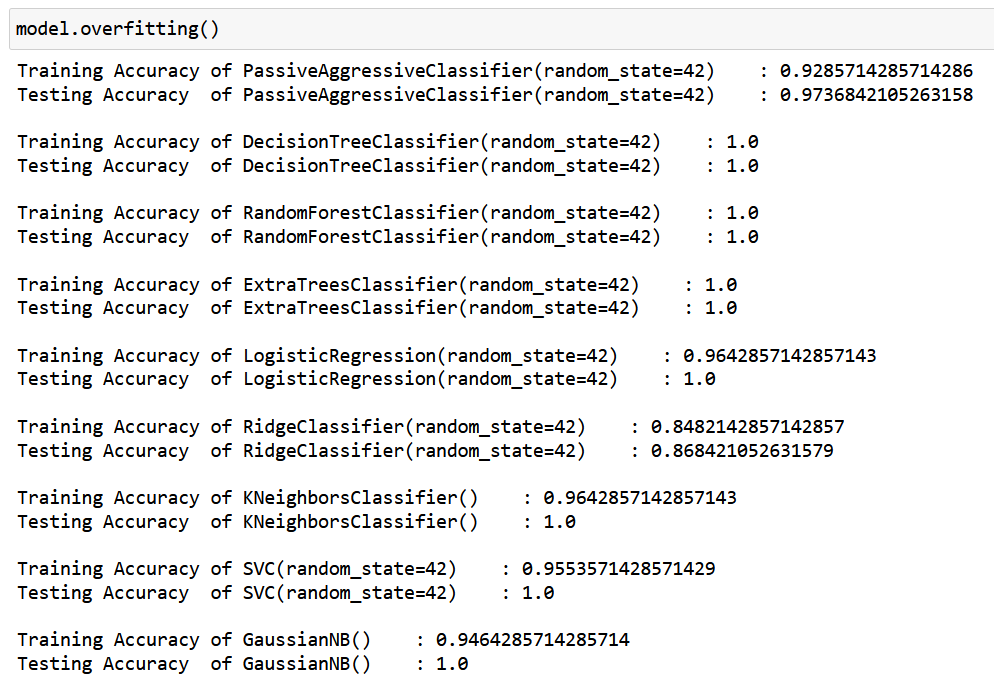 model.overfitting()
Training Accuracy of PassiveAggressiveClassifier(random_state=42)    : 0.9285714285714286
Testing Accuracy  of PassiveAggressiveClassifier(random_state=42)    : 0.9736842105263158
Training Accuracy of DecisionTreeClassifier(random_state=42)    : 1.0
Testing Accuracy  of DecisionTreeClassifier(random_state=42)    : 1.0
Training Accuracy of RandomForestClassifier(random_state=42)    : 1.0
Testing Accuracy  of RandomForestClassifier(random_state=42)    : 1.0
Training Accuracy of ExtraTreesClassifier(random_state=42)    : 1.0
Testing Accuracy  of ExtraTreesClassifier(random_state=42)    : 1.0
Training Accuracy of LogisticRegression(random_state=42)    : 0.9642857142857143
Testing Accuracy  of LogisticRegression(random_state=42)    : 1.0
Training Accuracy of RidgeClassifier(random_state=42)    : 0.8482142857142857
Testing Accuracy  of RidgeClassifier(random_state=42)    : 0.868421052631579
Training Accuracy of KNeighborsClassifier()    : 0.9642857142857143
Testing Accuracy  of KNeighborsClassifier()    : 1.0
Training Accuracy of SVC(random_state=42)    : 0.9553571428571429
Testing Accuracy  of SVC(random_state=42)    : 1.0
Training Accuracy of GaussianNB()    : 0.9464285714285714
Testing Accuracy  of GaussianNB()    : 1.0